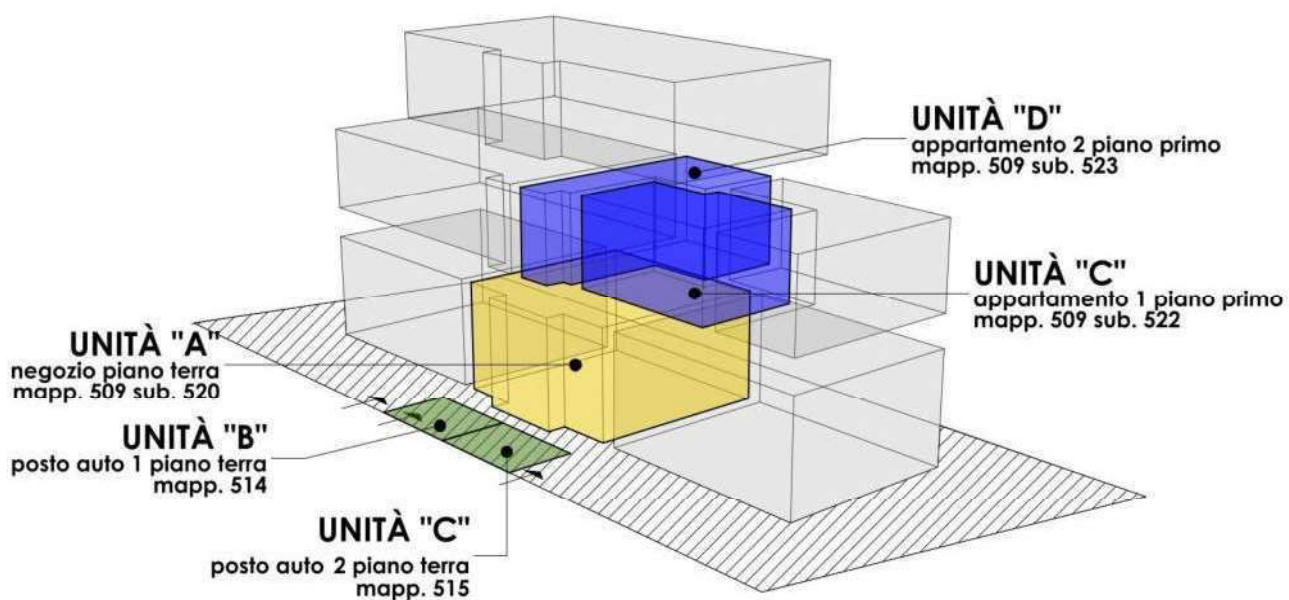 UNITÀ "D"
appartamento 2 piano primo
mapp. 509 sub. 523
UNITÀ "C"
appartamento 1 piano primo
mapp. 509 sub. 522
UNITÀ "A"
negozio piano terra
mapp. 509 sub. 520
UNITÀ "B"
posto auto 1 piano terra
mapp. 514
UNITÀ "C"
posto auto 2 piano terra
mapp. 515